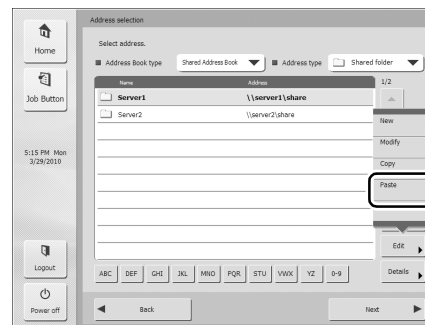 Address selection
Home
Select address.
Address Book type
Shared Address Book
Address type
Shared folder
Job Button
Name
Address
1/2
Server1
\\server1\share
Server2
\\server2\share
New
Modify
5:15 PM Mon
3/29/2010
Copy
Paste
Edit
Logout
ABC
DEF
GHI
JKL
MNO
PQR
STU
VWX
YZ
0-9
Details
Power off
Back
Next